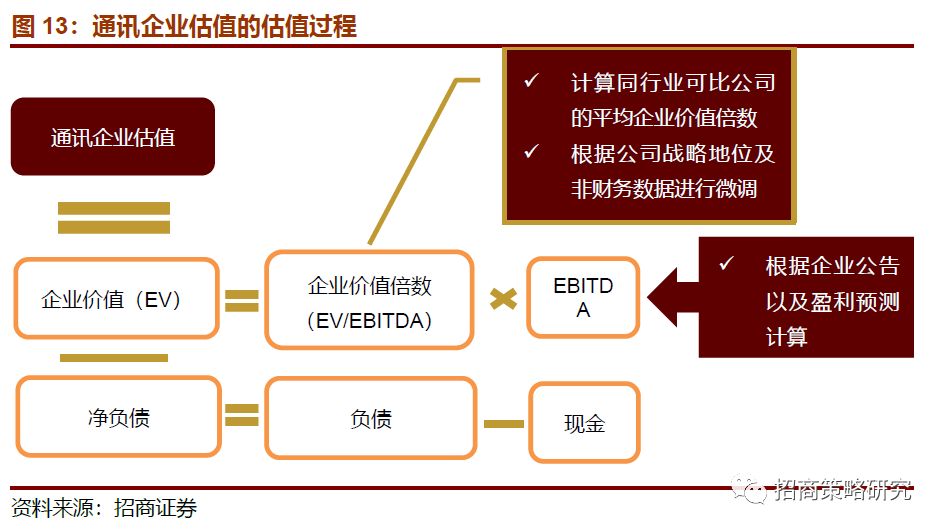 图 13：通讯企业估值的估值过程
通讯企业估值
✓ 计算同行业可比公司
的平均企业价值倍数
✓ 根据公司战略地位及
非财务数据进行微调
企业价值（EV）
企业价值倍数
（EV/EBITDA）
EBITD
A
✓ 根据企业公告
以及盈利预测
计算
净负债
负债
现金
资料来源：招商证券
招商策略研究